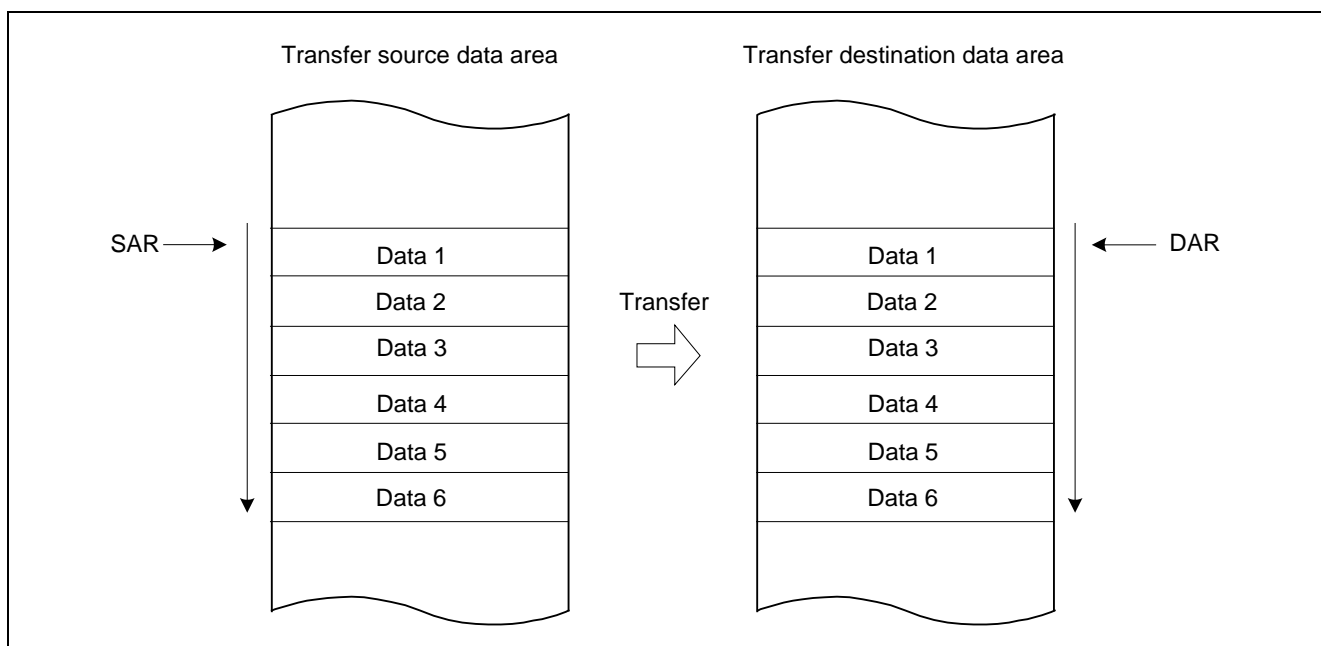 Transfer source data area
Transfer destination data area
SAR
Data 1
Data 2
Data 3
Data 4
Data 5
Data 6
Transfer
Data 1
Data 2
Data 3
Data 4
Data 5
Data 6
DAR